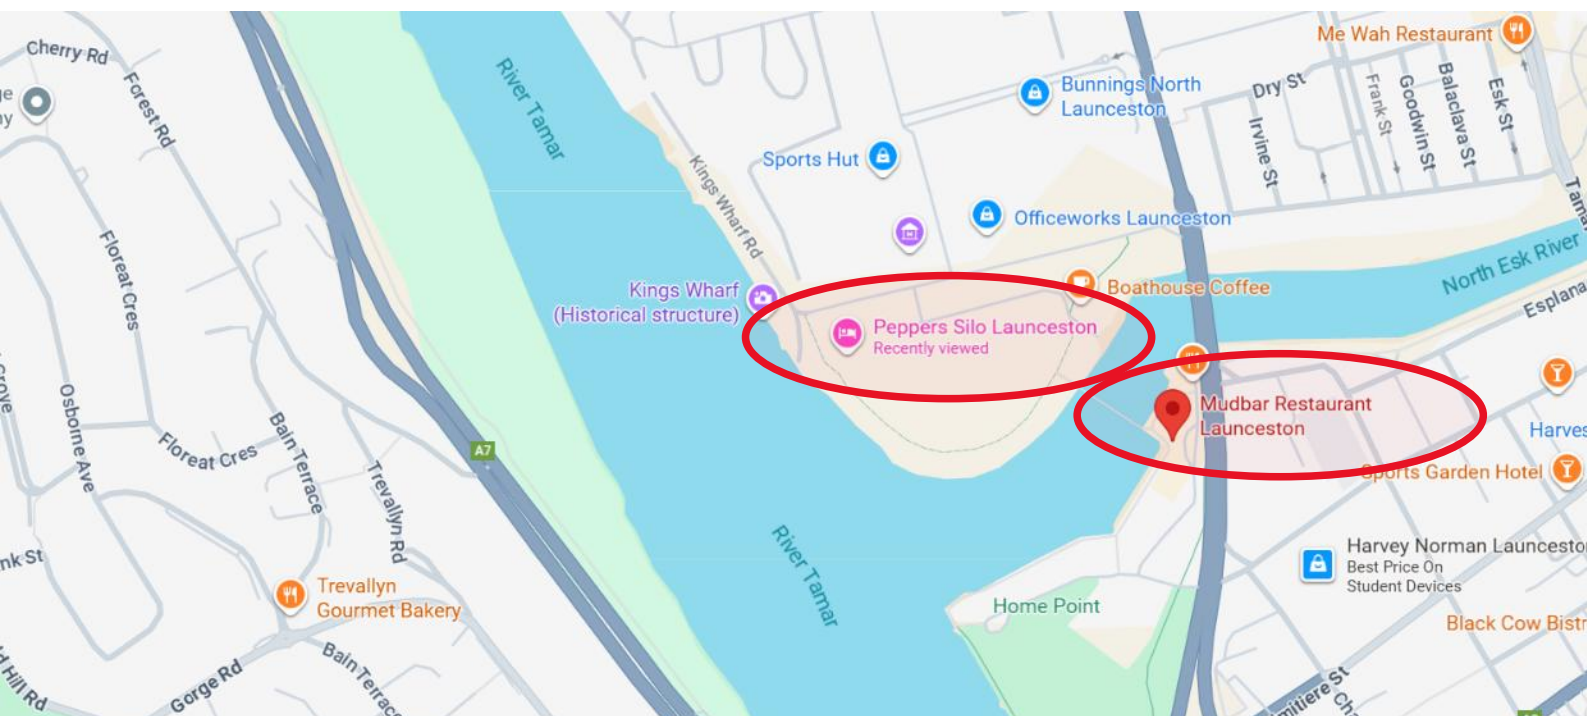 Cherry Rd
Forest Rd
River Tamar
Me Wah Restaurant
Bunnings North
Launceston
Dry St
Irvine St
Frank St
Goodwin St
Balaclava St
Esk St
Sports Hut
Kings Wharf Rd
Officeworks Launceston
North Esk River
Esplana
Floreat Cres
Kings Wharf
(Historical structure)
Boathouse Coffee
Peppers Silo Launceston
Recently viewed
Mudbar Restaurant
Launceston
Harves
Sports Garden Hotel
Osborne Ave
Floreat Cres
Bain Terrace
Trevallyn Rd
A7
River Tamar
Harvey Norman Launcesto
Best Price On
Student Devices
nk St
Trevallyn
Gourmet Bakery
Home Point
Black Cow Bistr
Gorge Rd
Bain Terrace
Hill Rd